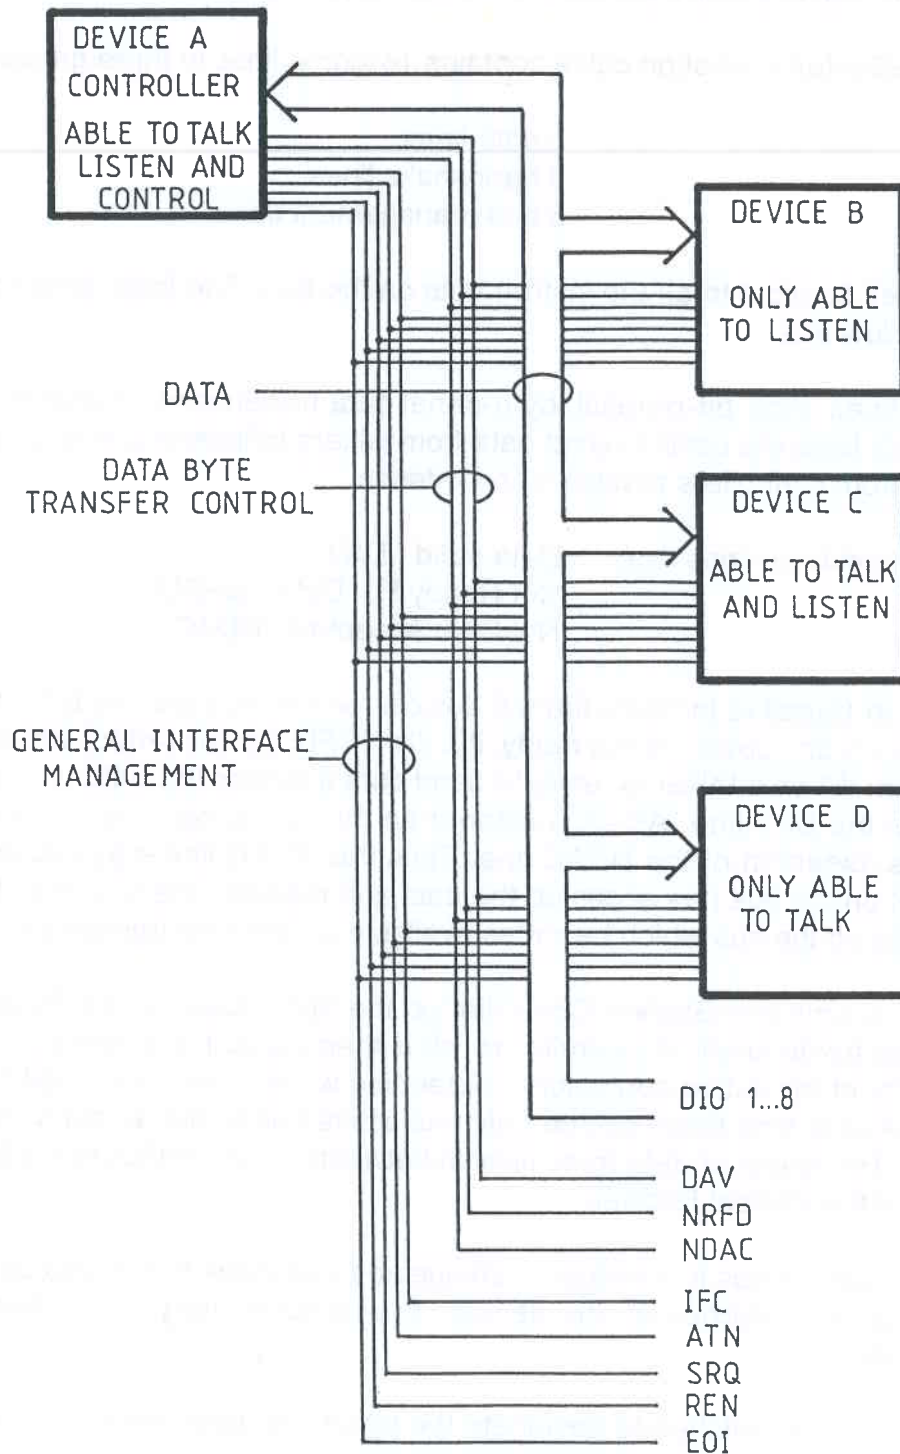 DEVICE A
CONTROLLER
ABLE TO TALK
LISTEN AND
CONTROL
DEVICE B
ONLY ABLE
TO LISTEN
DATA
DATA BYTE
TRANSFER CONTROL
DEVICE C
ABLE TO TALK
AND LISTEN
GENERAL INTERFACE
MANAGEMENT
DEVICE D
ONLY ABLE
TO TALK
DIO 1...8
DAV
NRFD
NDAC
IFC
ATN
SRQ
REN
EOI